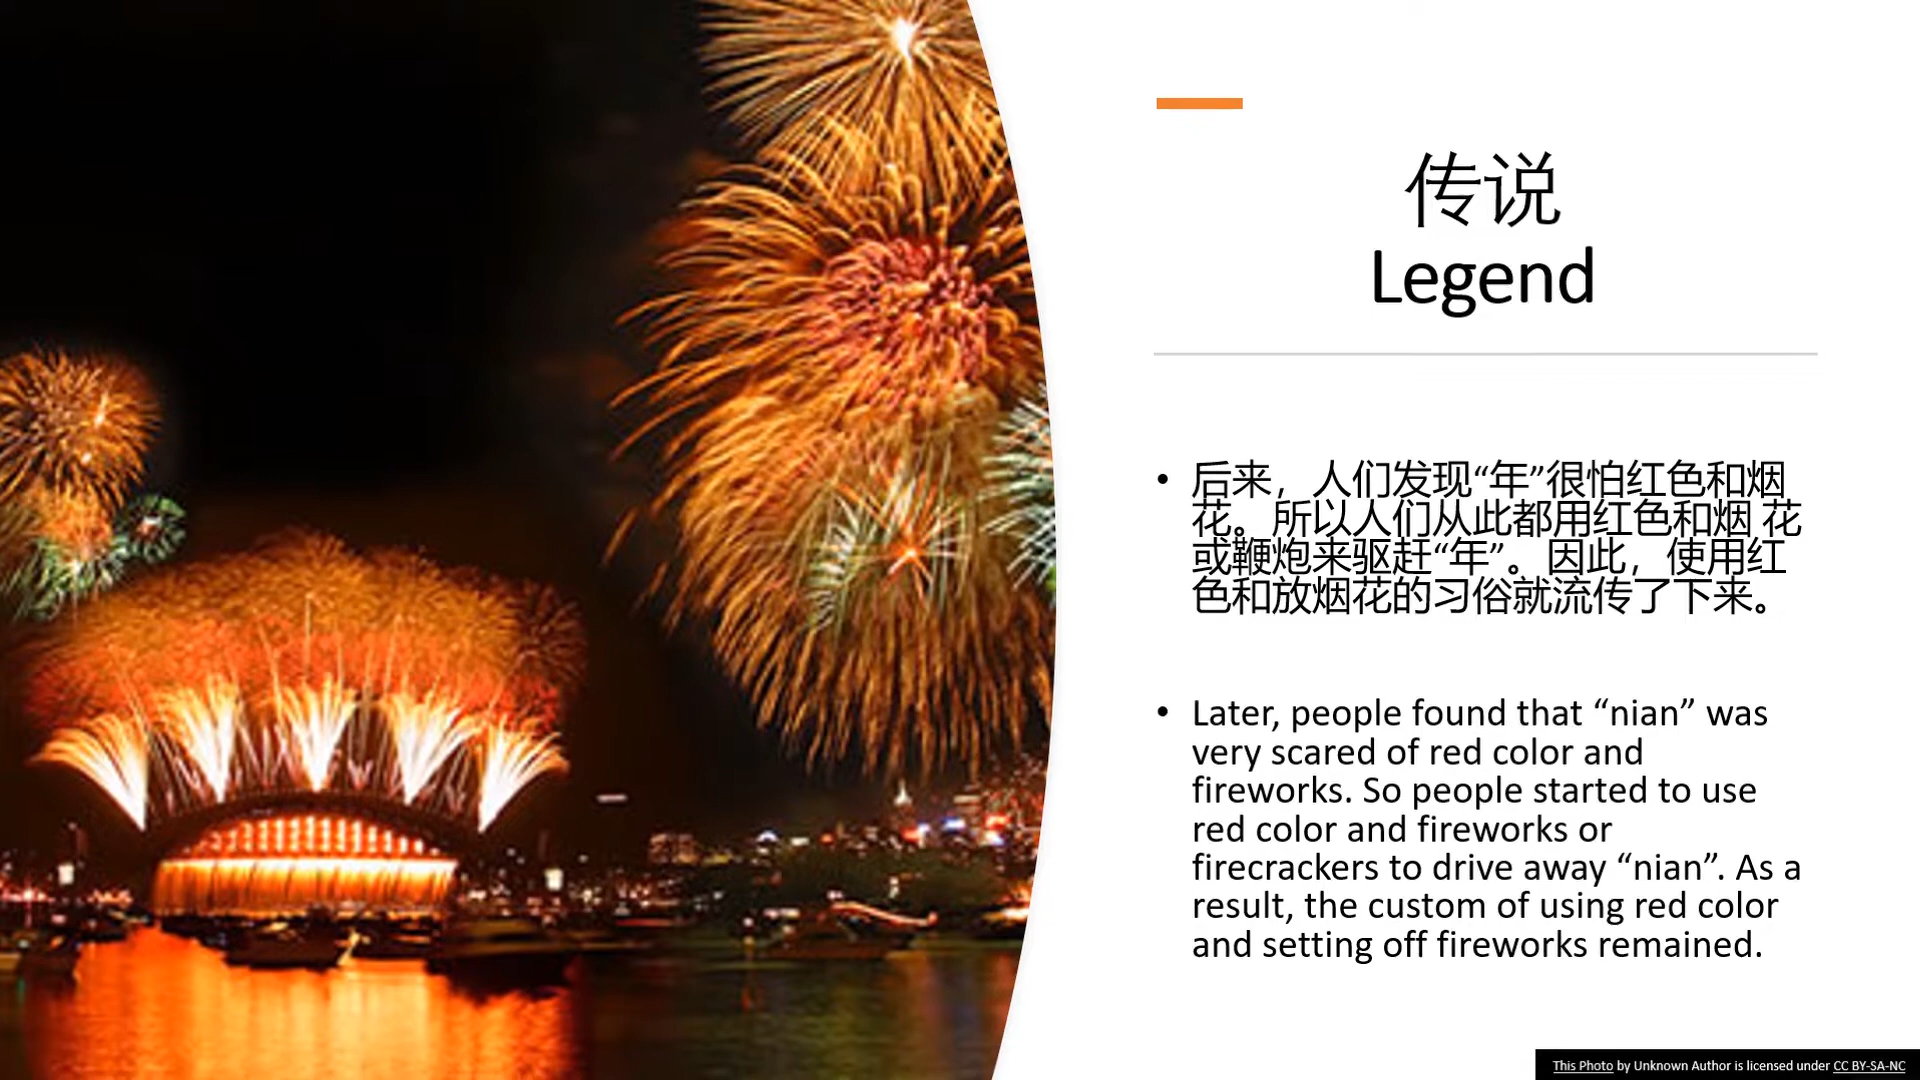 传说
Legend
• 后来，人们发现“年”很怕红色和烟
花。所以人们从此都用红色和烟 花
或鞭炮来驱赶“年”。因此，使用红
色和放烟花的习俗就流传了下来。
• Later, people found that “nian” was
very scared of red color and
fireworks. So people started to use
red color and fireworks or
firecrackers to drive away “nian”. As a
result, the custom of using red color
and setting off fireworks remained.
This Photo by Unknown Author is licensed under CC BY-SA-NC